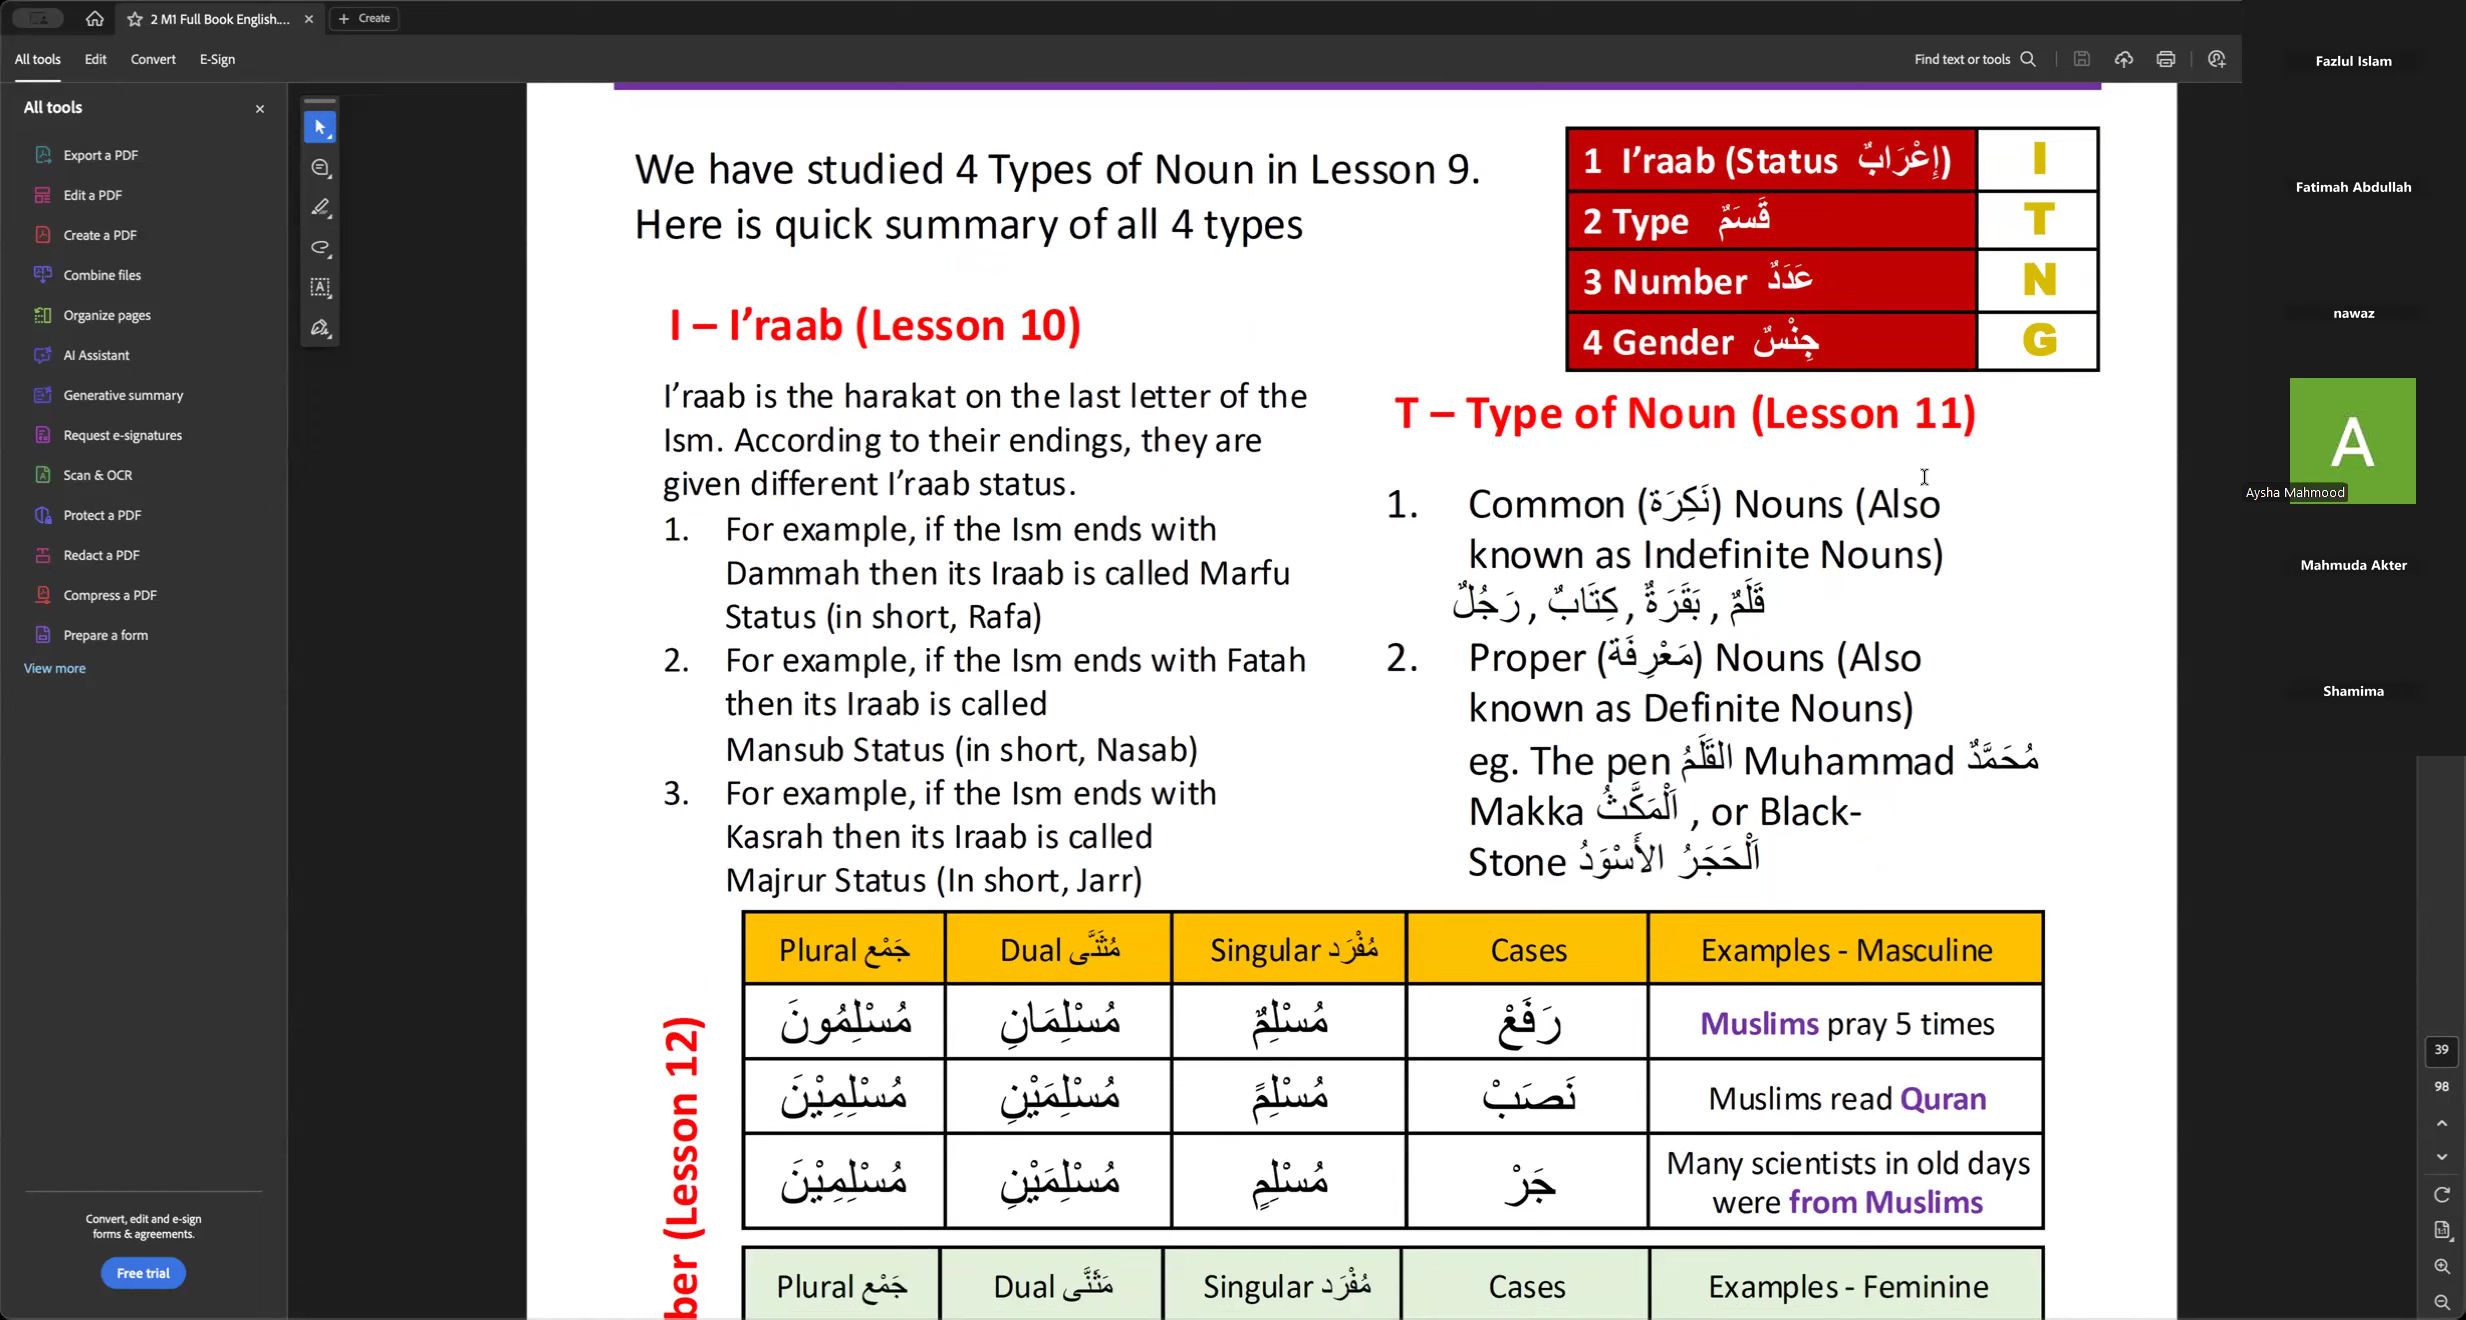 2 M1 Full Book English....
Create
All tools
Edit
Convert
E-Sign
Find text or tools
All tools
Export a PDF
Edit a PDF
Create a PDF
Combine files
Organize pages
AI Assistant
Generative summary
Request e-signatures
Scan & OCR
Protect a PDF
Redact a PDF
Compress a PDF
Prepare a form
View more
Convert, edit and e-sign
forms & agreements.
Free trial
We have studied 4 Types of Noun in Lesson 9.
Here is quick summary of all 4 types
1 I’raab (Status إِعْرَابٌ) I
2 Type قَسَمٌ T
3 Number عَدَدٌ N
4 Gender جِنْسٌ G
I – I’raab (Lesson 10)
I’raab is the harakat on the last letter of the
Ism. According to their endings, they are
given different I’raab status.
1. For example, if the Ism ends with
Dammah then its Iraab is called Marfu
Status (in short, Rafa)
2. For example, if the Ism ends with Fatah
then its Iraab is called
Mansub Status (in short, Nasab)
3. For example, if the Ism ends with
Kasrah then its Iraab is called
Majrur Status (In short, Jarr)
T – Type of Noun (Lesson 11)
1. Common (نَكِرَة) Nouns (Also
known as Indefinite Nouns)
قَلَمٌ , بَقَرَةٌ , كِتَابٌ , رَجُلٌ
2. Proper (مَعْرِفَة) Nouns (Also
known as Definite Nouns)
eg. The pen القَلَمُ Muhammad مُحَمَّدٌ
Makka اَلْمَكَّثُ , or Black-
Stone اَلْحَجَرُ الأَسْوَدُ
ber (Lesson 12)
Plural جَمْع Dual مُثَنَّى Singular مُفْرَد Cases Examples - Masculine
مُسْلِمُونَ مُسْلِمَانِ مُسْلِمٌ رَفَعْ Muslims pray 5 times
مُسْلِمِيْنَ مُسْلِمَيْنِ مُسْلِمً نَصَبْ Muslims read Quran
مُسْلِمِيْنَ مُسْلِمَيْنِ مُسْلِمٍ جَرْ Many scientists in old days
were from Muslims
Plural جَمْع Dual مَثَنَّى Singular مُفْرَد Cases Examples - Feminine
Fazlul Islam
Fatimah Abdullah
nawaz
A
Aysha Mahmood
Mahmuda Akter
Shamima
39
98